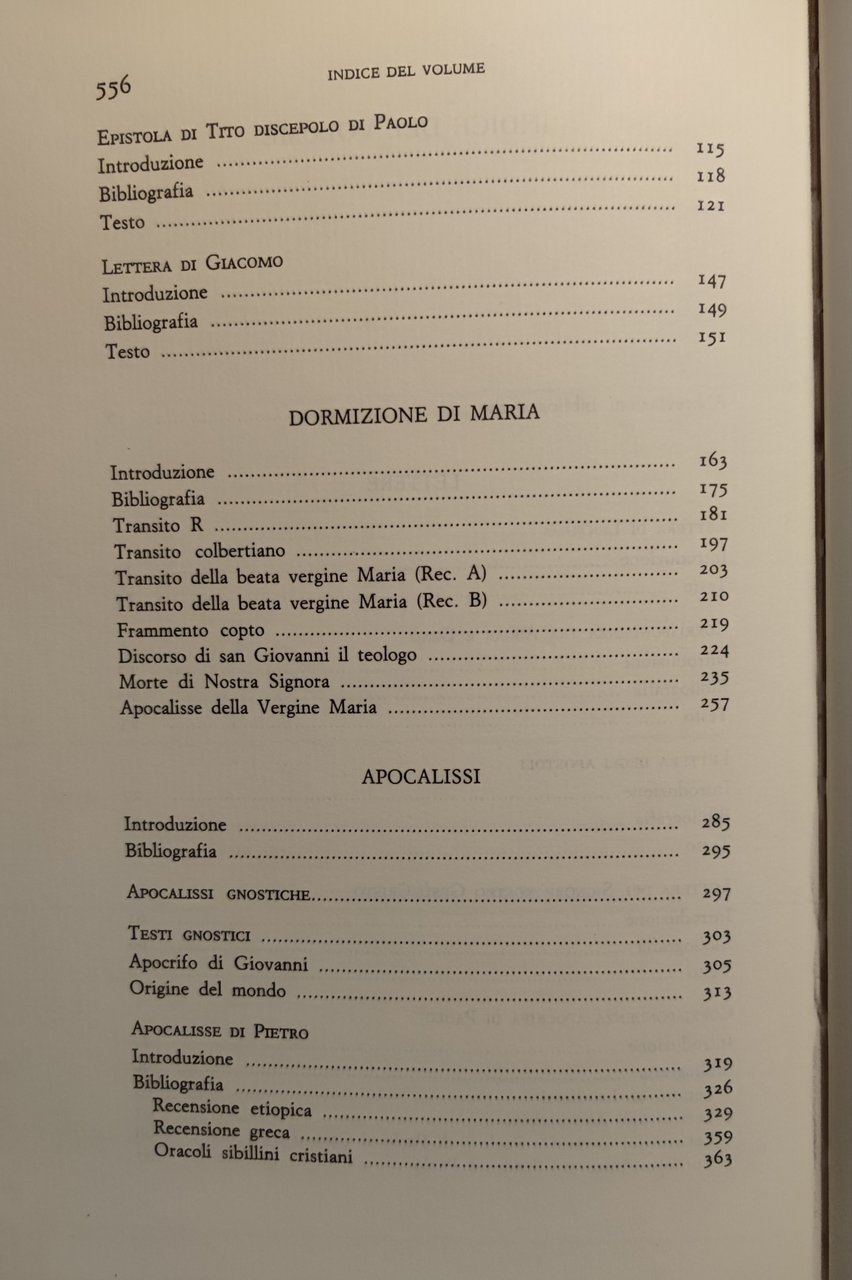 556
INDICE DEL VOLUME
EPISTOLA DI TITO DISCEPOLO DI PAOLO
Introduzione ........................ 115
Bibliografia ........................ 118
Testo ........................ 121
LETTERA DI GIACOMO
Introduzione ........................ 147
Bibliografia ........................ 149
Testo ........................ 151
DORMIZIONE DI MARIA
Introduzione ........................ 163
Bibliografia ........................ 175
Transito R ........................ 181
Transito colbertiano ........................ 197
Transito della beata vergine Maria (Rec. A) ........................ 203
Transito della beata vergine Maria (Rec. B) ........................ 210
Frammento copto ........................ 219
Discorso di san Giovanni il teologo ........................ 224
Morte di Nostra Signora ........................ 235
Apocalisse della Vergine Maria ........................ 257
APOCALISSI
Introduzione ........................ 285
Bibliografia ........................ 295
APOCALISSI GNOSTICHE........................ 297
TESTI GNOSTICI ........................ 303
Apocrifo di Giovanni ........................ 305
Origine del mondo ........................ 313
APOCALISSE DI PIETRO
Introduzione ........................ 319
Bibliografia ........................ 326
Recensione etiopica ........................ 329
Recensione greca ........................ 359
Oracoli sibillini cristiani ........................ 363